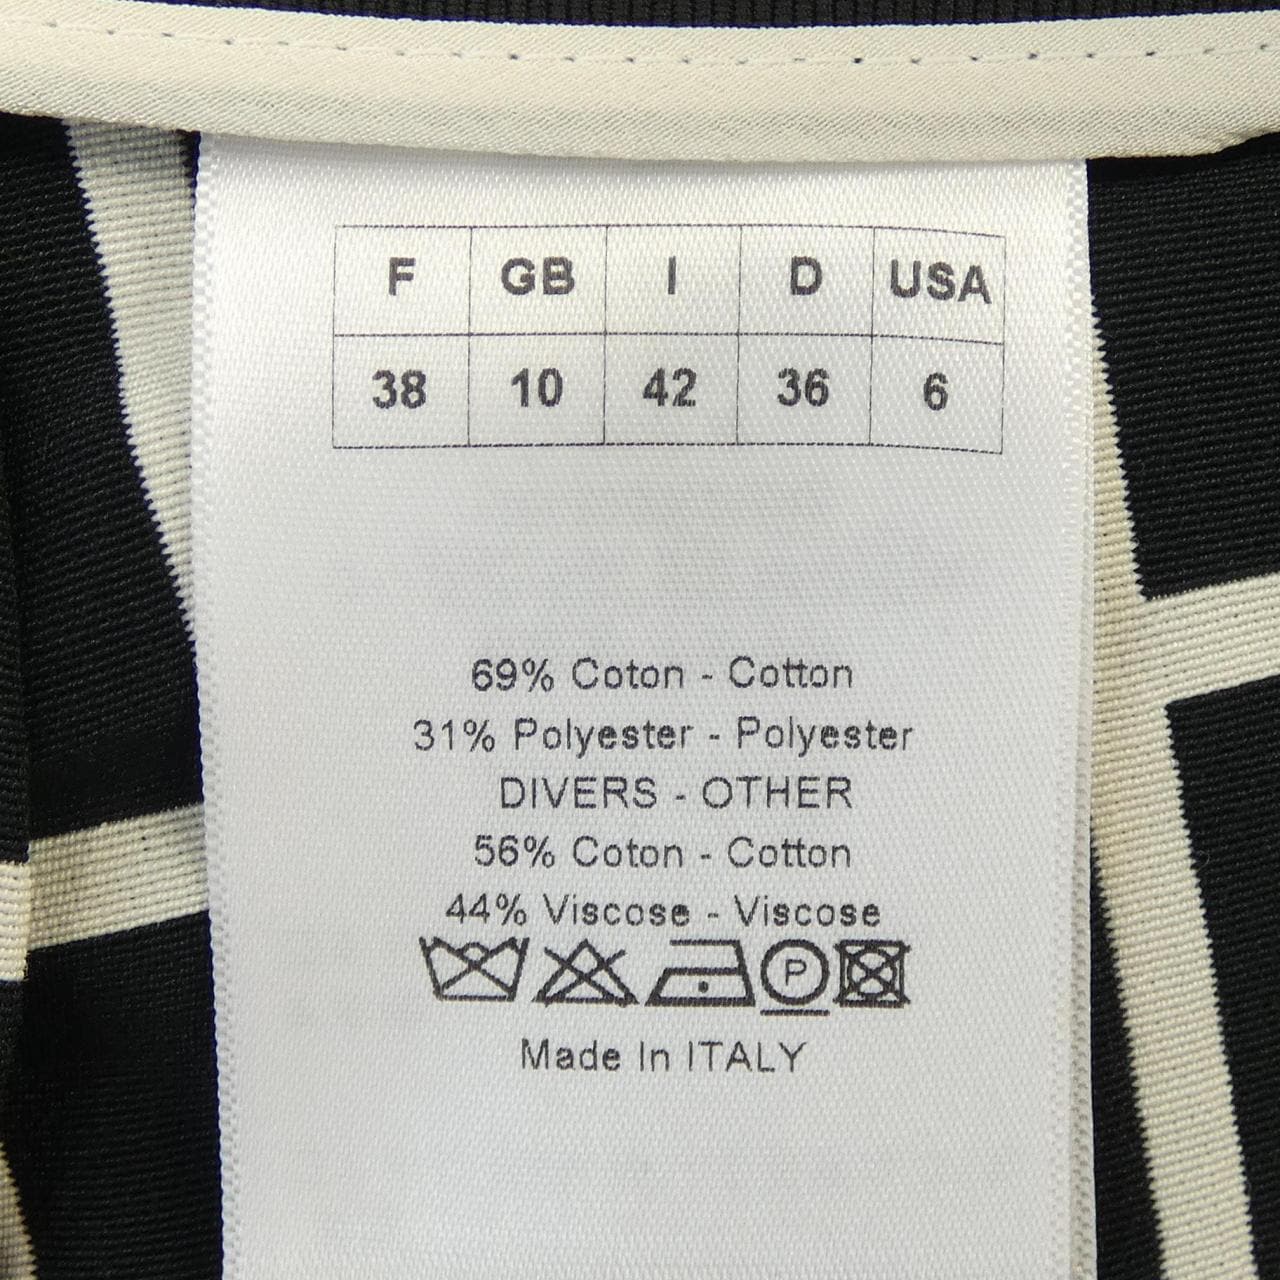 F GB I D USA
38 10 42 36 6
69% Coton - Cotton
31% Polyester - Polyester
DIVERS - OTHER
56% Coton - Cotton
44% Viscose - Viscose
P
Made In ITALY